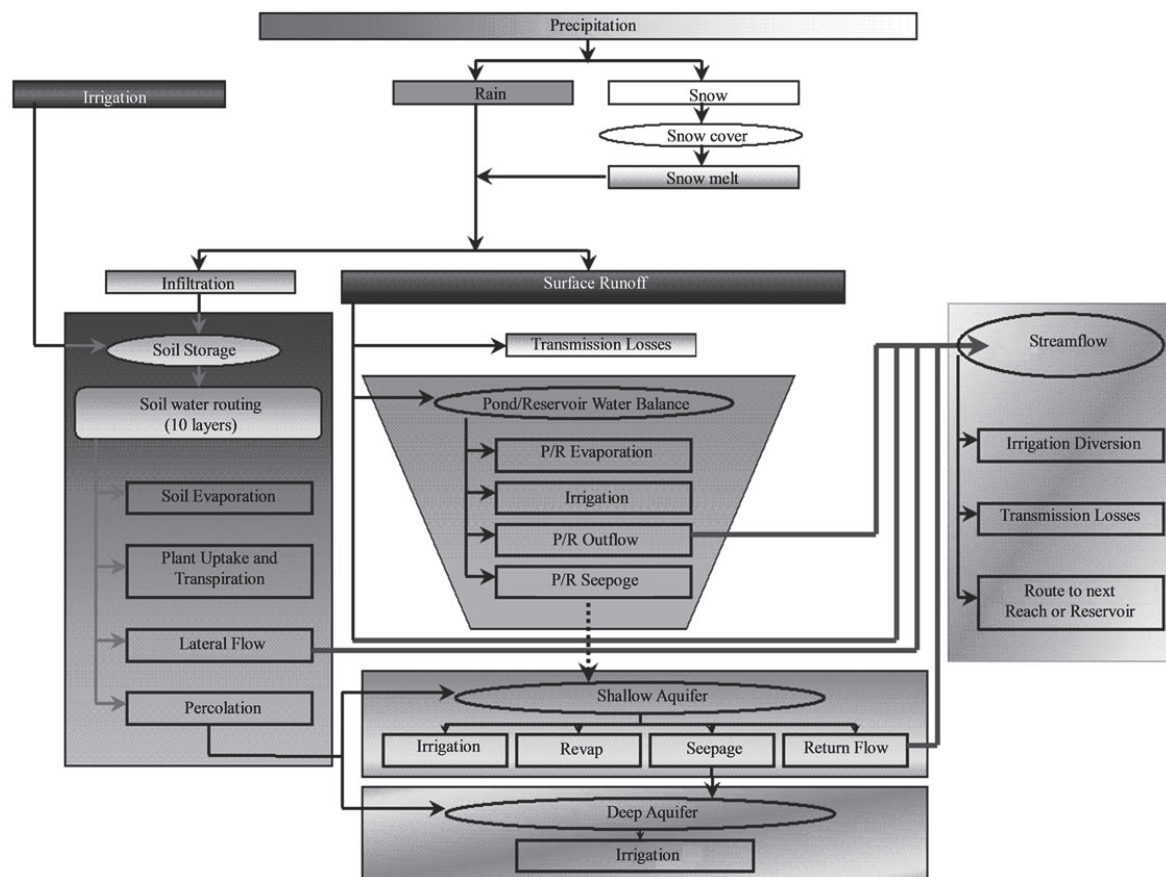 Precipitation
Irrigation
Rain
Snow
Snow cover
Snow melt
Infiltration
Surface Runoff
Soil Storage
Transmission Losses
Streamflow
Soil water routing
(10 layers)
Pond/Reservoir Water Balance
P/R Evaporation
Irrigation Diversion
Soil Evaporation
Irrigation
Transmission Losses
P/R Outflow
Plant Uptake and
Transpiration
P/R Seepoge
Route to next
Reach or Reservoir
Lateral Flow
Percolation
Shallow Aquifer
Irrigation
Revap
Seepage
Return Flow
Deep Aquifer
Irrigation